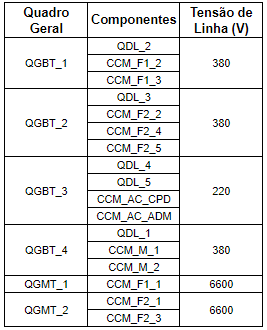 Quadro Geral
Componentes
Tensão de Linha (V)
QGBT_1
QDL_2
CCM_F1_2
CCM_F1_3
380
QGBT_2
QDL_3
CCM_F2_2
CCM_F2_4
CCM_F2_5
380
QGBT_3
QDL_4
QDL_5
CCM_AC_CPD
CCM_AC_ADM
220
QGBT_4
QDL_1
CCM_M_1
CCM_M_2
380
QGMT_1
CCM_F1_1
6600
QGMT_2
CCM_F2_1
CCM_F2_3
6600